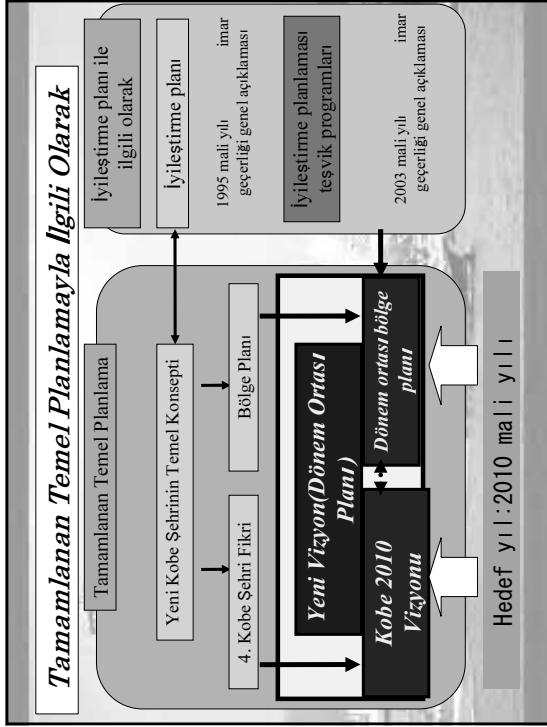 Tamamlanan Temel Planlamayla İlgili Olarak
Tamamlanan Temel Planlama
Yeni Kobe Şehrinin Temel Konsepti
4. Kobe Şehri Fikri
Bölge Planı
Yeni Vizyon(Dönem Ortası
Planı)
Kobe 2010
Vizyonu
Dönem ortası bölge
planı
Hedef yıl:2010 mali yılı
İyileştirme planı ile
ilgili olarak
İyileştirme planı
1995 mali yılı imar
geçerliği genel açıklaması
İyileştirme planlaması
teşvik programları
2003 mali yılı imar
geçerliği genel açıklaması